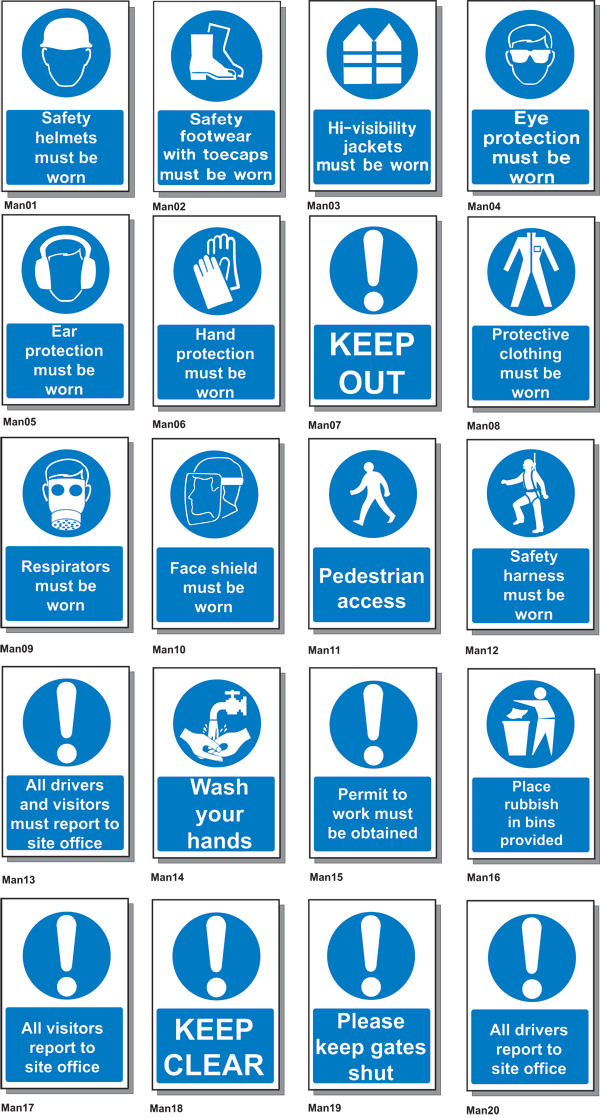 Safety
helmets
must be
worn
Man01
Safety
footwear
with toecaps
must be worn
Man02
Hi-visibility
jackets
must be worn
Man03
Eye
protection
must be
worn
Man04
Ear
protection
must be
worn
Man05
Hand
protection
must be
worn
Man06
KEEP
OUT
Man07
Protective
clothing
must be
worn
Man08
Respirators
must be
worn
Man09
Face shield
must be
worn
Man10
Pedestrian
access
Man11
Safety
harness
must be
worn
Man12
All drivers
and visitors
must report to
site office
Man13
Wash
your
hands
Man14
Permit to
work must
be obtained
Man15
Place
rubbish
in bins
provided
Man16
All visitors
report to
site office
Man17
KEEP
CLEAR
Man18
Please
keep gates
shut
Man19
All drivers
report to
site office
Man20